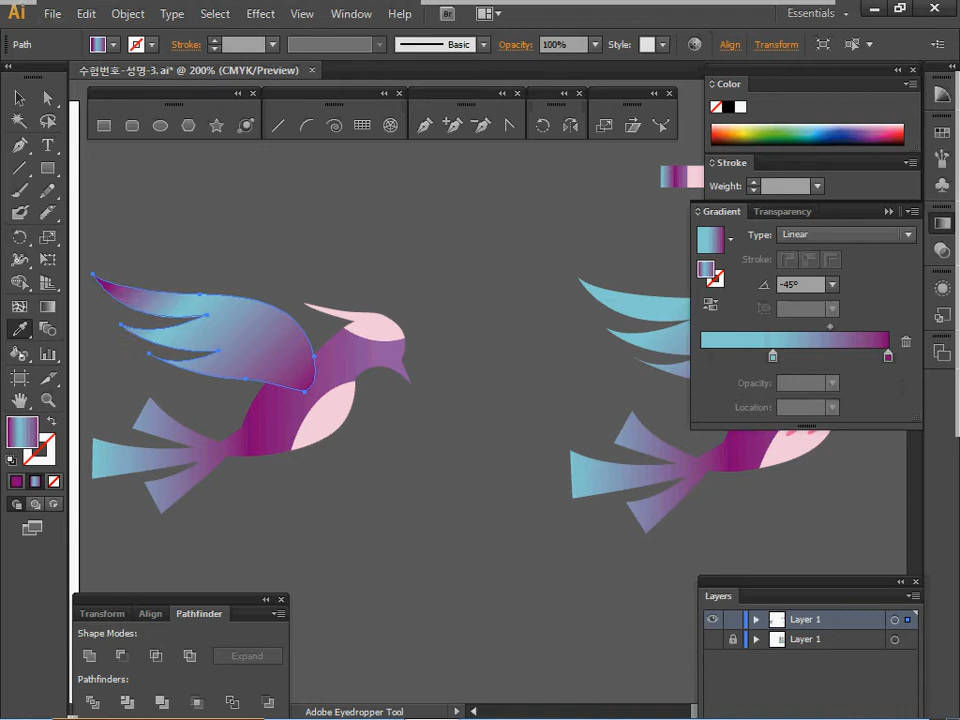 Ai File Edit Object Type Select Effect View Window Help Br Essentials
Path Stroke: Basic Opacity: 100% Style: Align Transform
수험번호-성명-3.ai* @ 200% (CMYK/Preview)
Color
Stroke
Weight:
Gradient Transparency
Type: Linear
Stroke:
-45°
Opacity:
Location:
Transform Align Pathfinder
Shape Modes:
Expand
Pathfinders:
Layers
Layer 1
Layer 1
Adobe Eyedropper Tool